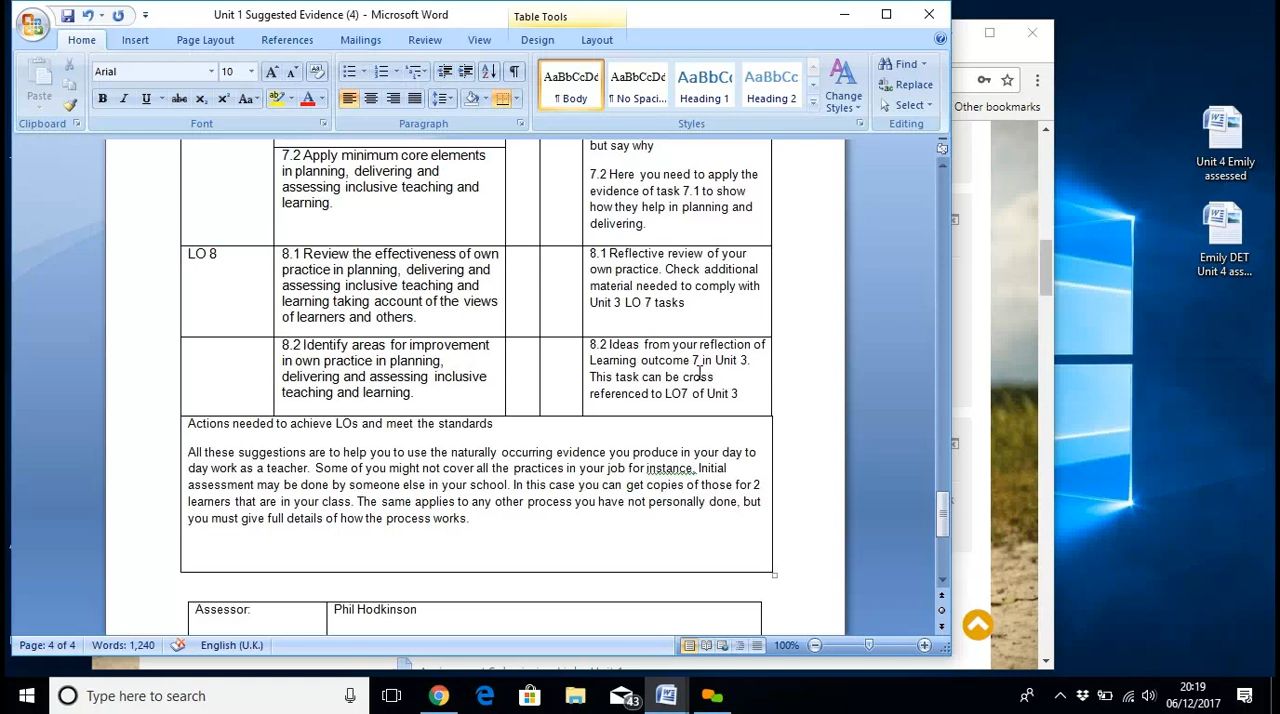 Unit 1 Suggested Evidence (4) - Microsoft Word
Table Tools
Home
Insert
Page Layout
References
Mailings
Review
View
Design
Layout
Paste
Clipboard
Arial
10
Font
Paragraph
AaBbCcDd
¶ Body
AaBbCcD
¶ No Spaci...
AaBbC
Heading 1
AaBbCc
Heading 2
Change
Styles
Styles
Find
Replace
Select
Editing
Other bookmarks
Unit 4 Emily
assessed
Emily DET
Unit 4 ass...
but say why
7.2 Apply minimum core elements
in planning, delivering and
assessing inclusive teaching and
learning.
7.2 Here you need to apply the
evidence of task 7.1 to show
how they help in planning and
delivering.
LO 8
8.1 Review the effectiveness of own
practice in planning, delivering and
assessing inclusive teaching and
learning taking account of the views
of learners and others.
8.1 Reflective review of your
own practice. Check additional
material needed to comply with
Unit 3 LO 7 tasks
8.2 Identify areas for improvement
in own practice in planning,
delivering and assessing inclusive
teaching and learning.
8.2 Ideas from your reflection of
Learning outcome 7 in Unit 3.
This task can be cross
referenced to LO7 of Unit 3
Actions needed to achieve LOs and meet the standards
All these suggestions are to help you to use the naturally occurring evidence you produce in your day to
day work as a teacher. Some of you might not cover all the practices in your job for instance, Initial
assessment may be done by someone else in your school. In this case you can get copies of those for 2
learners that are in your class. The same applies to any other process you have not personally done, but
you must give full details of how the process works.
Assessor:
Phil Hodkinson
Page: 4 of 4
Words: 1,240
English (U.K.)
100%
Type here to search
43
20:19
06/12/2017